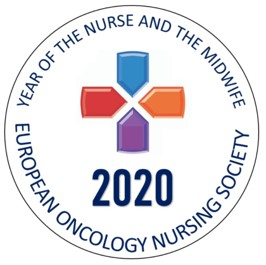 YEAR OF THE NURSE AND THE MIDWIFE
2020
EUROPEAN ONCOLOGY NURSING SOCIETY